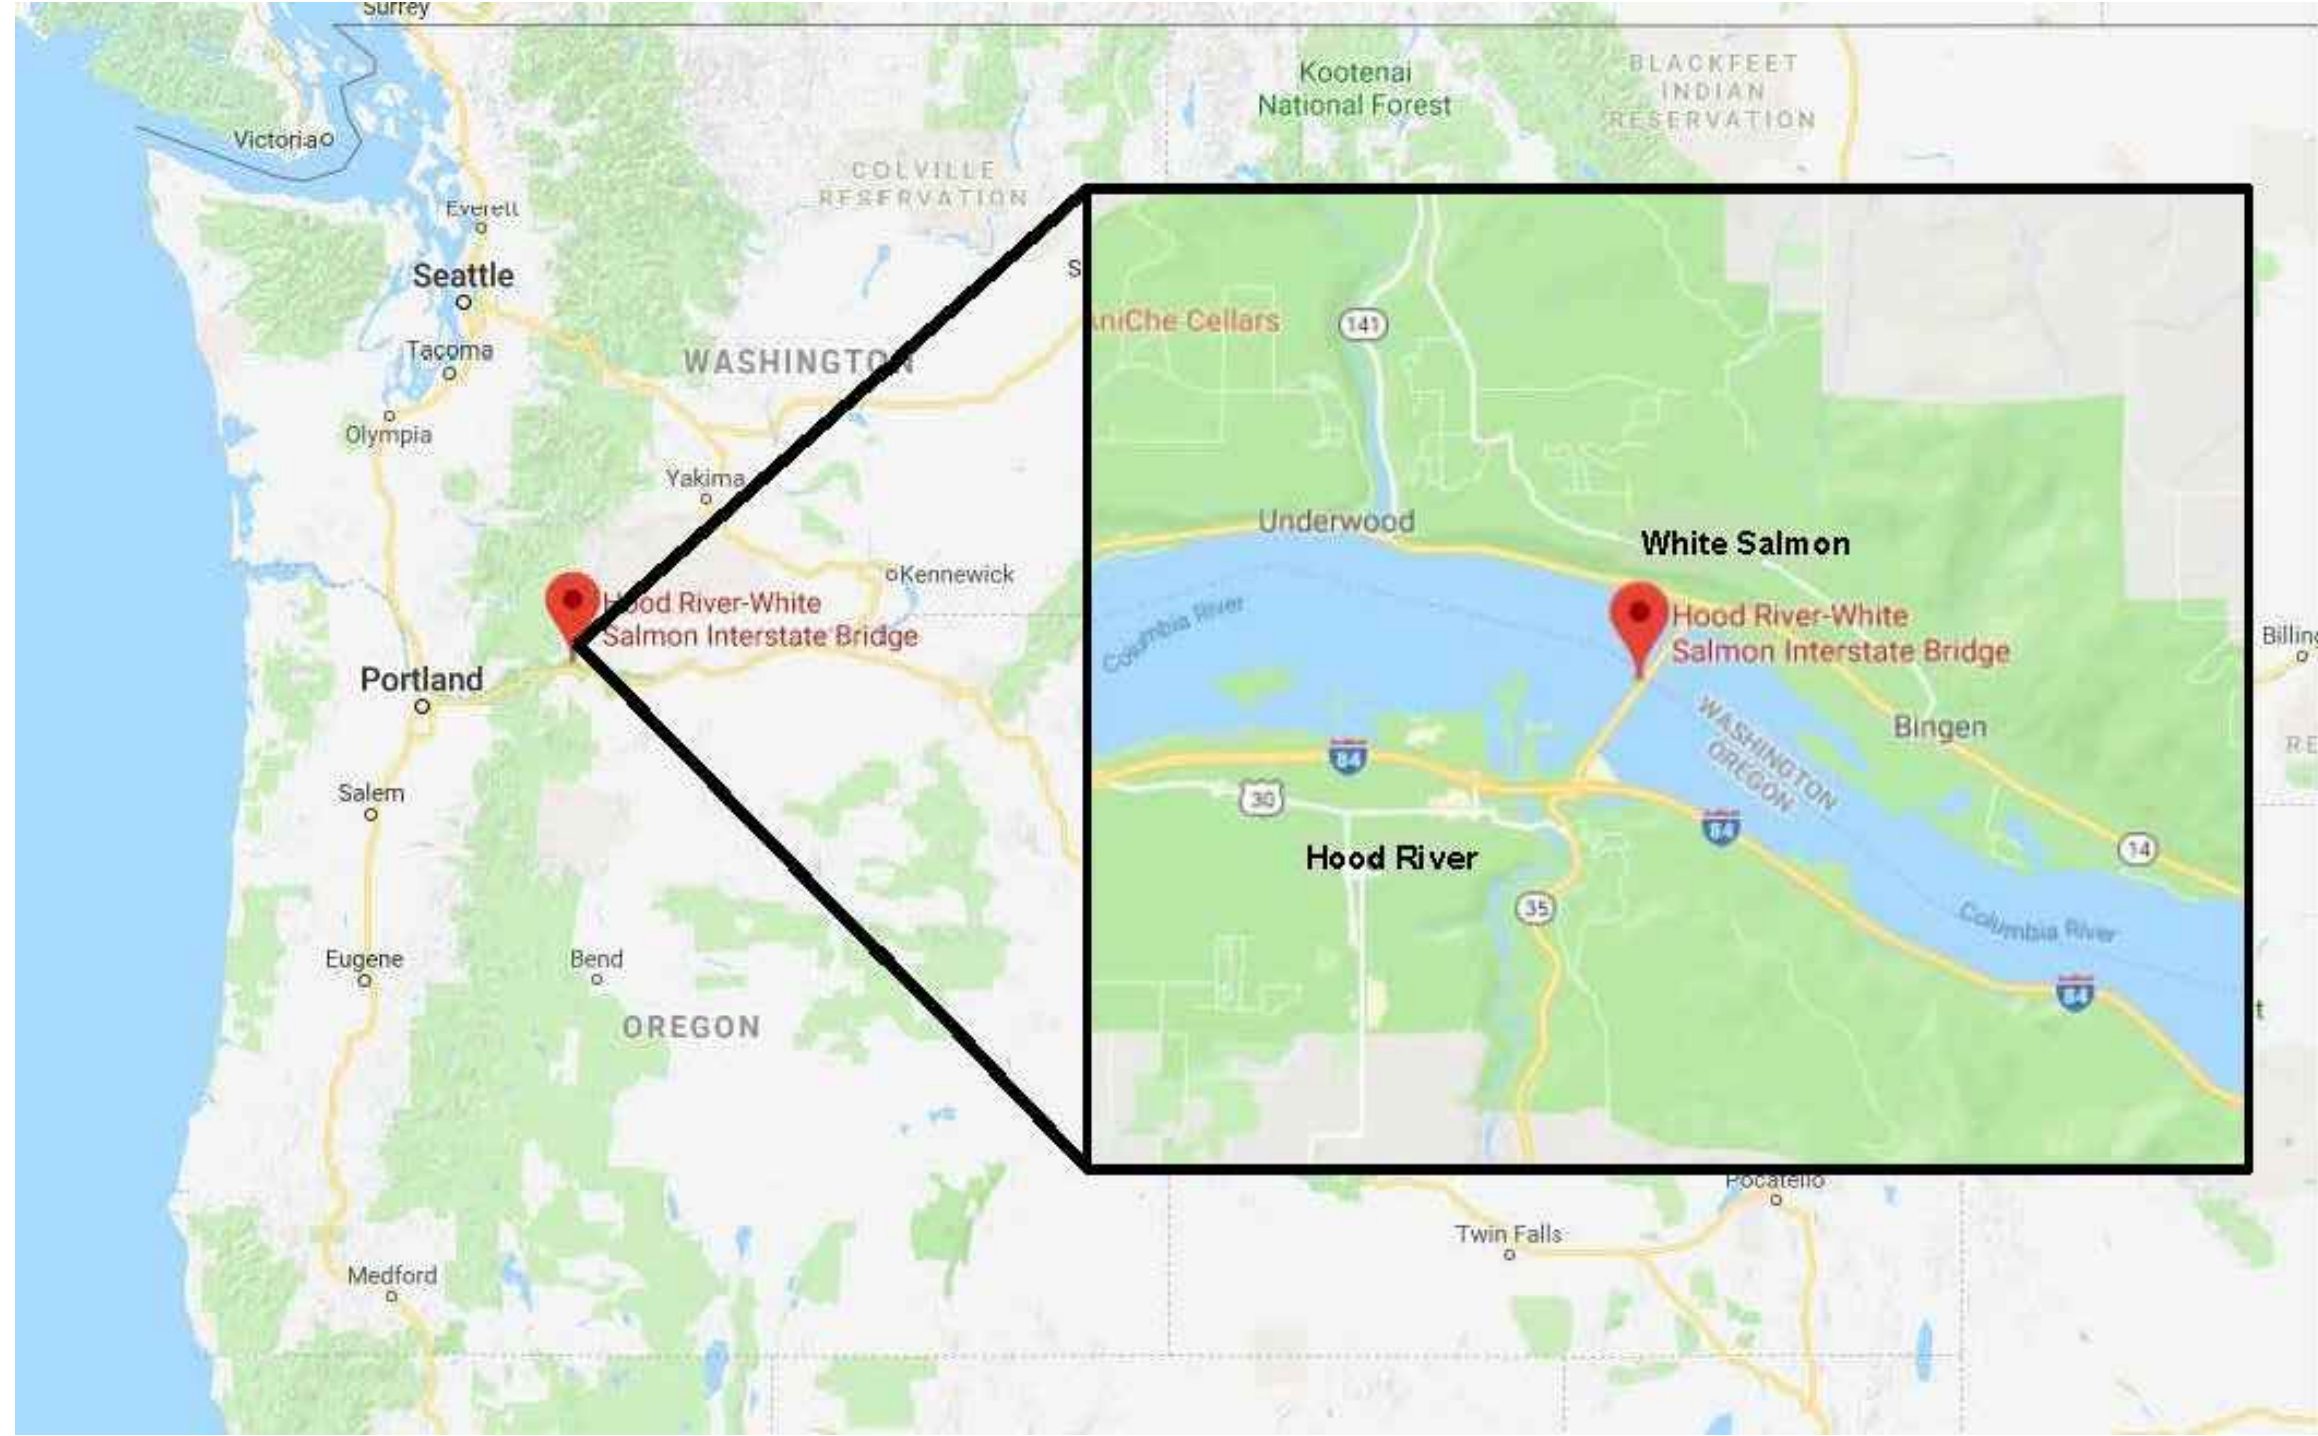 Surrey
Kootenai
National Forest
BLACKFEET
INDIAN
RESERVATION
Victoria
COLVILLE
RESERVATION
Everett
Seattle
Tacoma
WASHINGTON
Olympia
Yakima
Kennewick
Hood River-White
Salmon Interstate Bridge
Portland
Salem
Eugene
Bend
OREGON
Medford
S
niChe Cellars
141
Underwood
White Salmon
Columbia River
Hood River-White
Salmon Interstate Bridge
WASHINGTON
OREGON
Bingen
84
30
84
Hood River
14
35
Columbia River
84
Billing
RE
t
Pocatello
Twin Falls